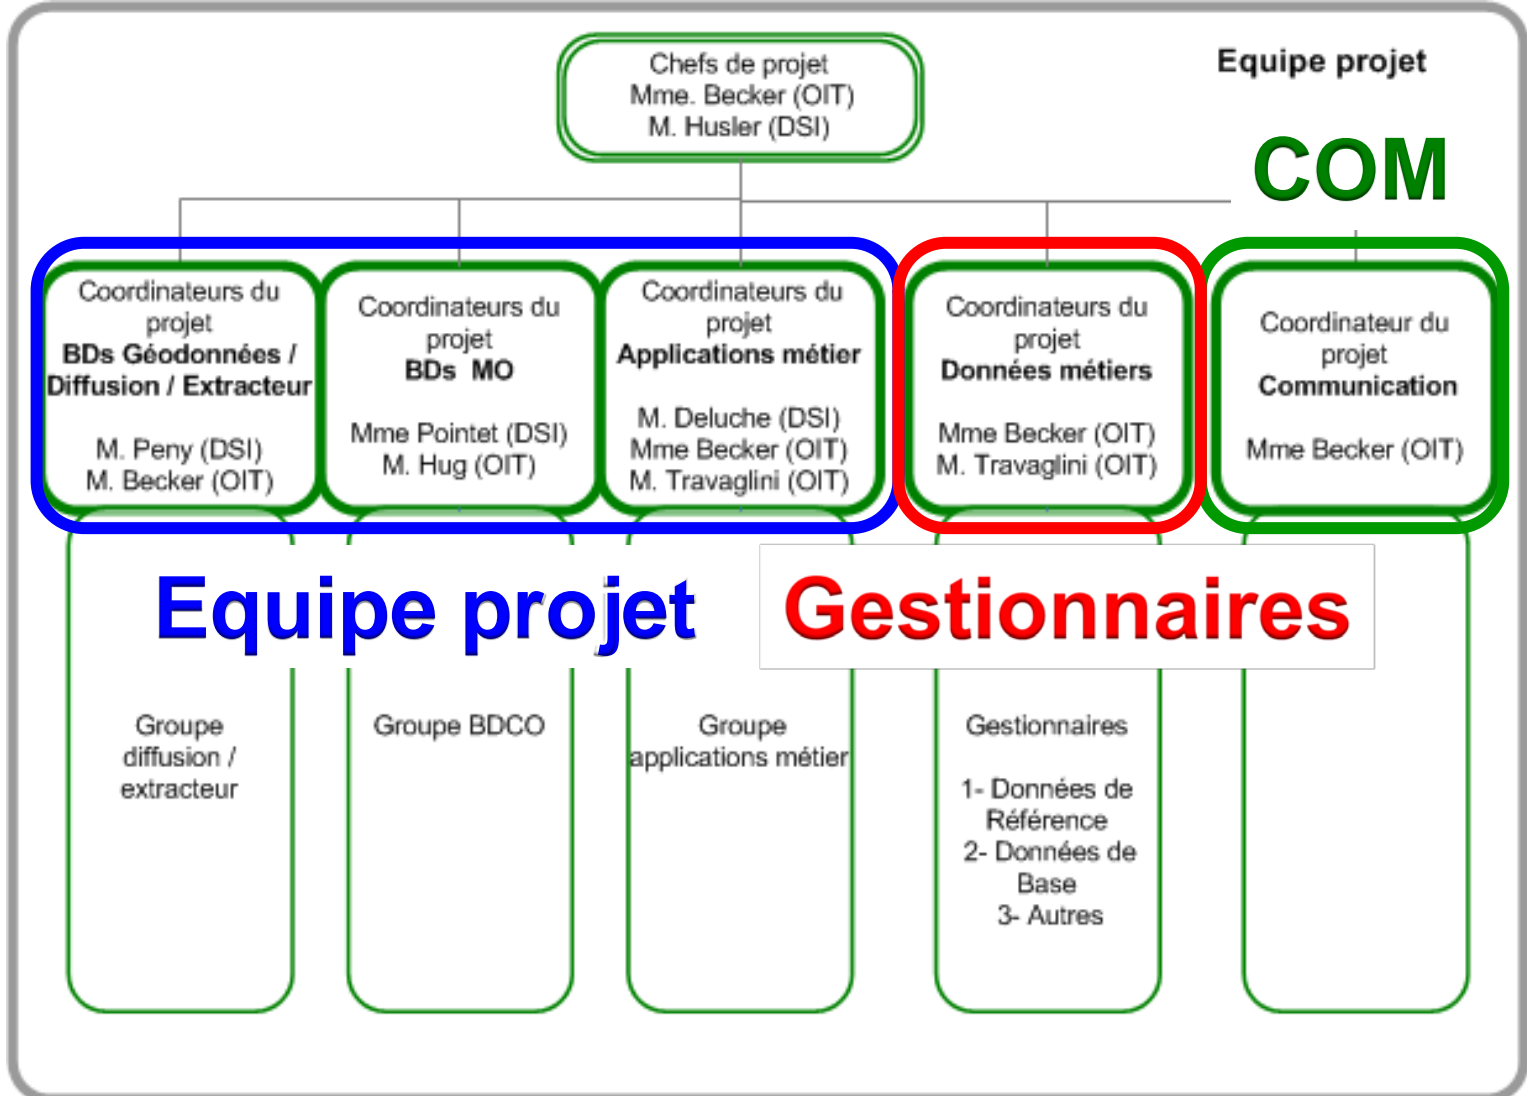 Chefs de projet
Mme. Becker (OIT)
M. Husler (DSI)
Equipe projet
COM
Coordinateurs du
projet
BDs Géodonnées /
Diffusion / Extracteur
M. Peny (DSI)
M. Becker (OIT)
Coordinateurs du
projet
BDs  MO
Mme Pointet (DSI)
M. Hug (OIT)
Coordinateurs du
projet
Applications métier
M. Deluche (DSI)
Mme Becker (OIT)
M. Travaglini (OIT)
Coordinateurs du
projet
Données métiers
Mme Becker (OIT)
M. Travaglini (OIT)
Coordinateur du
projet
Communication
Mme Becker (OIT)
Equipe projet
Gestionnaires
Groupe
diffusion /
extracteur
Groupe BDCO
Groupe
applications métier
Gestionnaires
1- Données de
Référence
2- Données de
Base
3- Autres